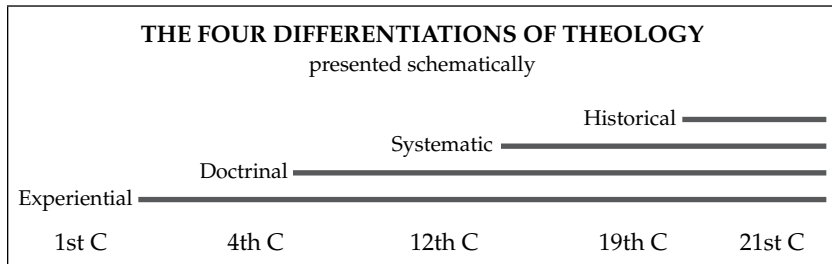 THE FOUR DIFFERENTIATIONS OF THEOLOGY
presented schematically
Historical
Systematic
Doctrinal
Experiential
1st C 4th C 12th C 19th C 21st C